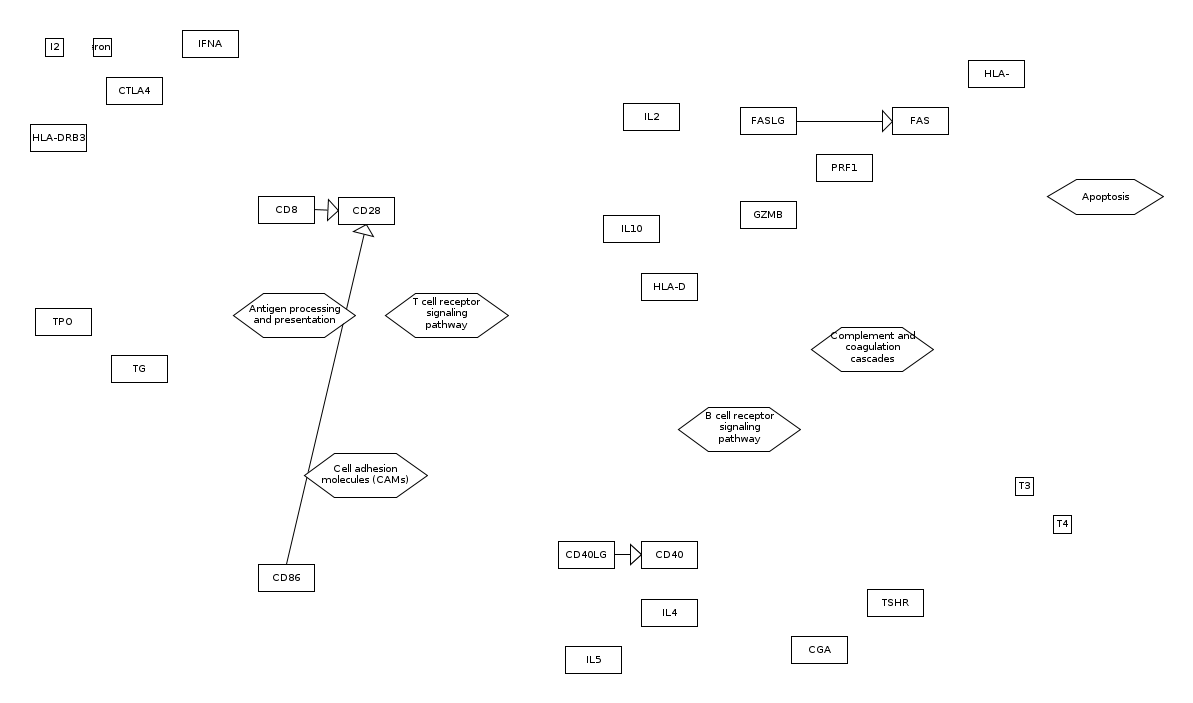 I2
IFNA
CTLA4
HLA-DRB3
HLA-
IL2
FASLG
FAS
PRF1
Apoptosis
CD8
CD28
GZMB
IL10
HLA-D
Antigen processing
and presentation
T cell receptor
signaling
pathway
TPO
TG
Complement and
coagulation
cascades
B cell receptor
signaling
pathway
Cell adhesion
molecules (CAMs)
T3
T4
CD40LG
CD40
CD86
IL4
TSHR
IL5
CGA